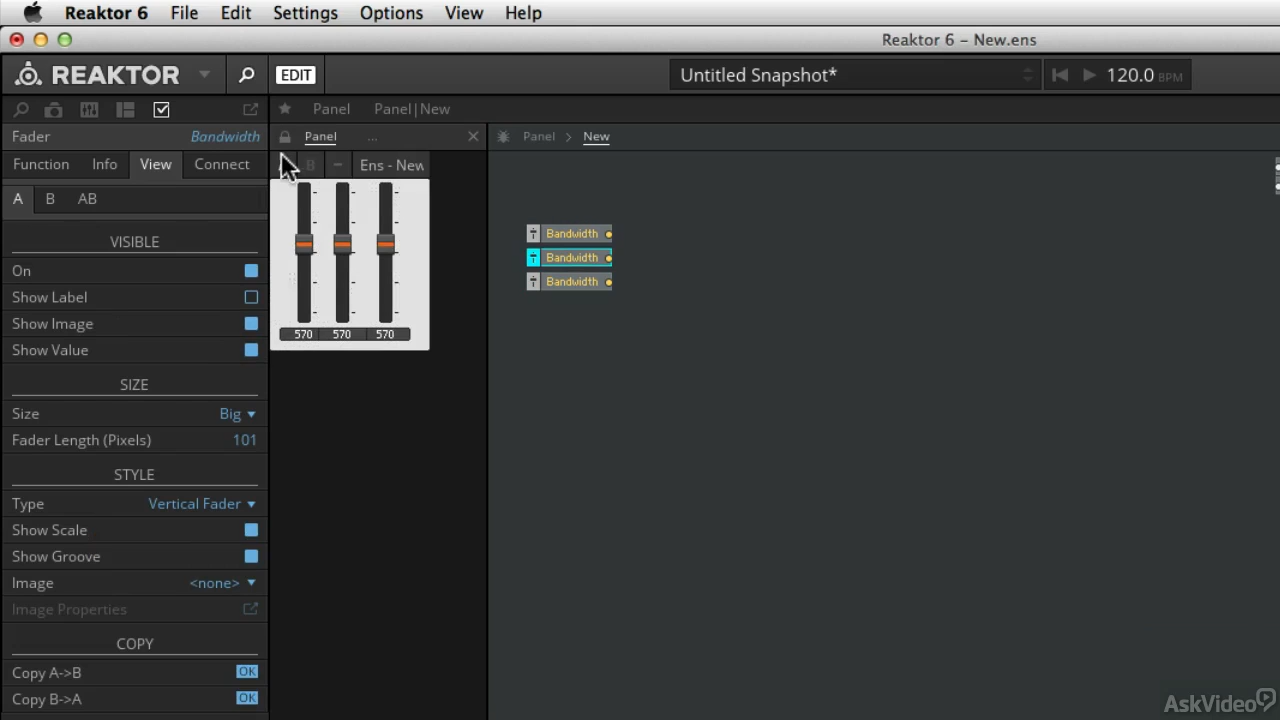 Reaktor 6 File Edit Settings Options View Help
Reaktor 6 – New.ens
REAKTOR EDIT Untitled Snapshot* 120.0 BPM
Panel Panel|New
Fader Bandwidth Panel ... Panel New
Function Info View Connect B Ens - New
A B AB
VISIBLE
On
Show Label
Show Image
Show Value
SIZE
Size Big
Fader Length (Pixels) 101
STYLE
Type Vertical Fader
Show Scale
Show Groove
Image <none>
Image Properties
COPY
Copy A->B OK
Copy B->A OK
570 570 570
Bandwidth
Bandwidth
Bandwidth
AskVideo